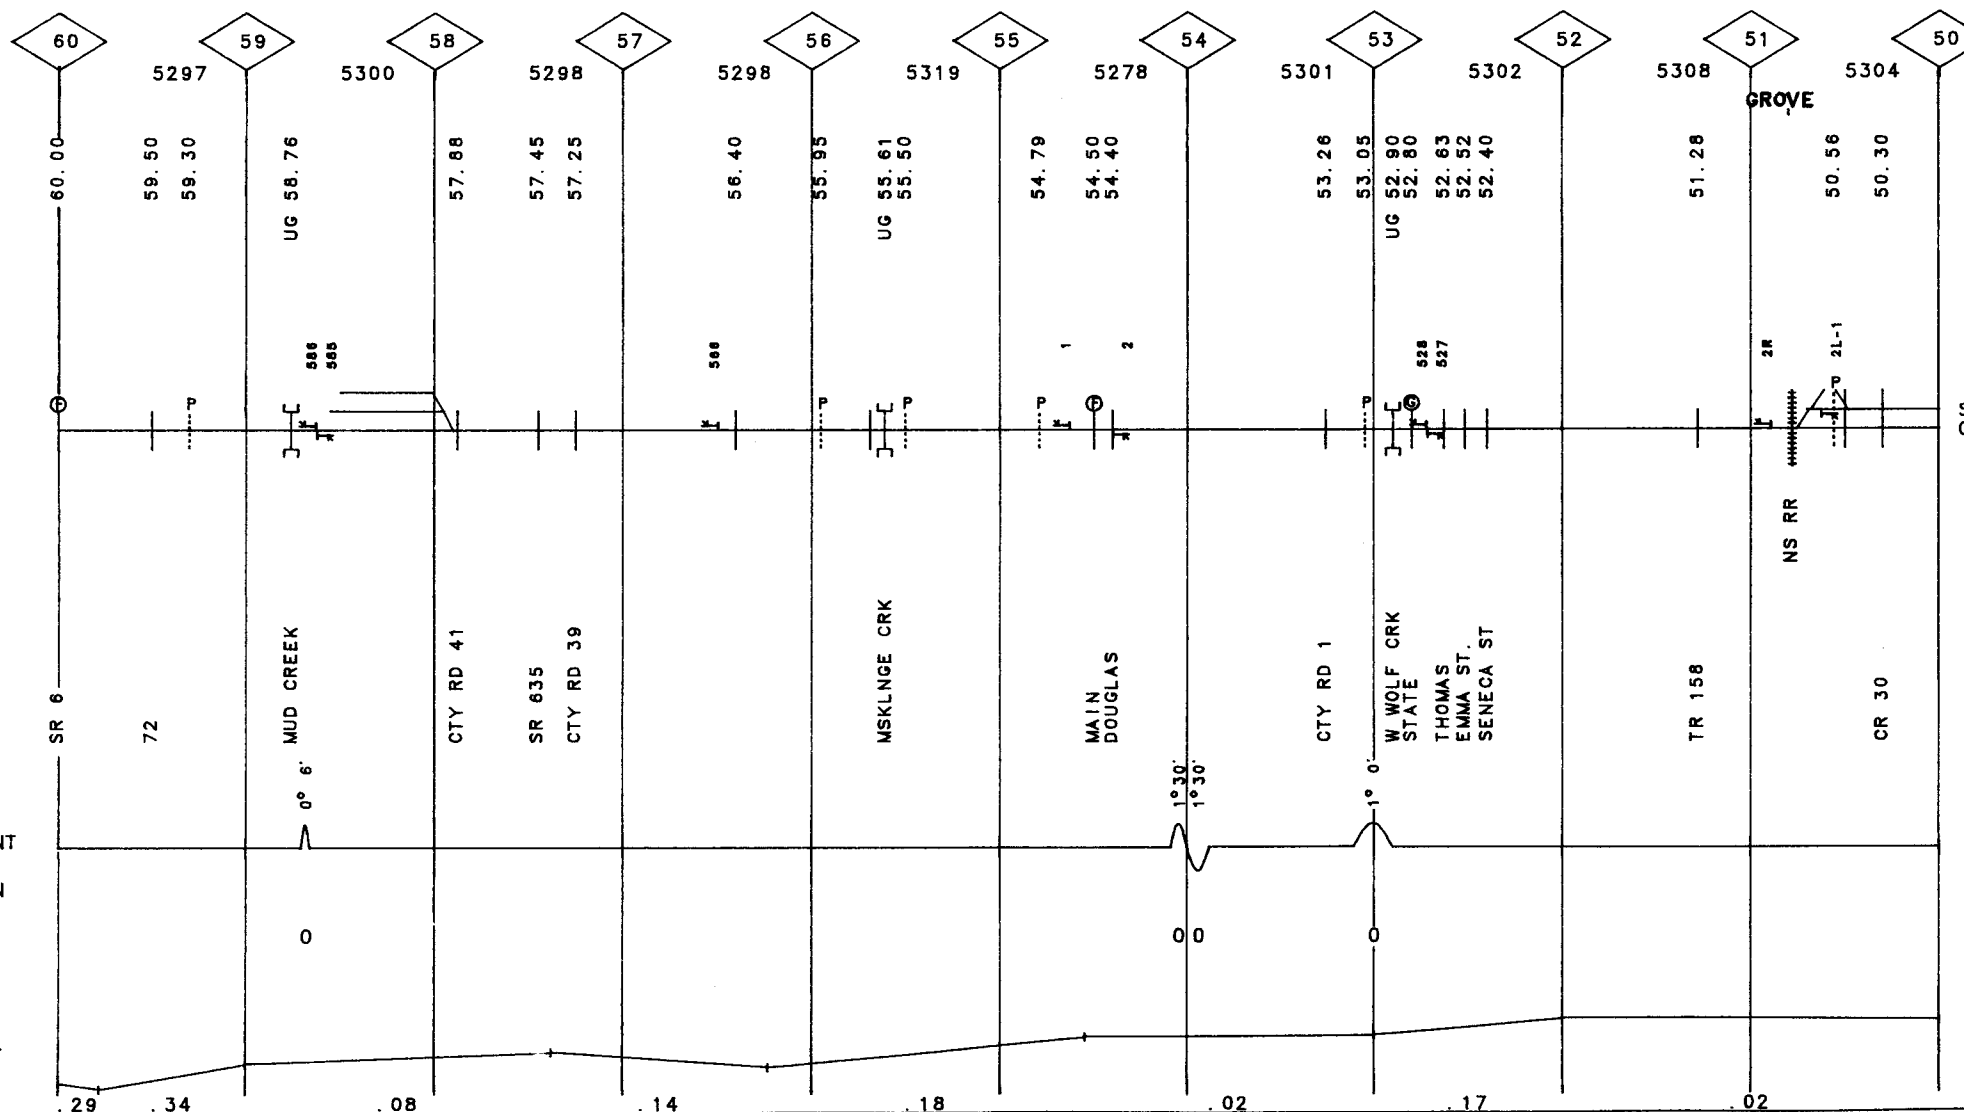 60 59 58 57 56 55 54 53 52 51 50
5297 5300 5298 5298 5319 5278 5301 5302 5308 5304
GROVE
60.00
59.50
59.30
UG 58.76
57.88
57.45
57.25
56.40
55.95
UG 55.61
55.50
54.79
54.50
54.40
53.26
53.05
UG 52.90
52.80
52.63
52.52
52.40
51.28
50.56
50.30
586
585
566
1
2
528
527
2R
2L-1
F P P P P F P G P
NS RR
SR 6
72
MUD CREEK
CTY RD 41
SR 635
CTY RD 39
MSKLNGE CRK
MAIN
DOUGLAS
CTY RD 1
W WOLF CRK
STATE
THOMAS
EMMA ST.
SENECA ST
TR 158
CR 30
0° 6'
1° 30'
1° 30'
1° 0'
NT
N
0 0 0 0
.29 .34 .08 .14 .18 .02 .17 .02